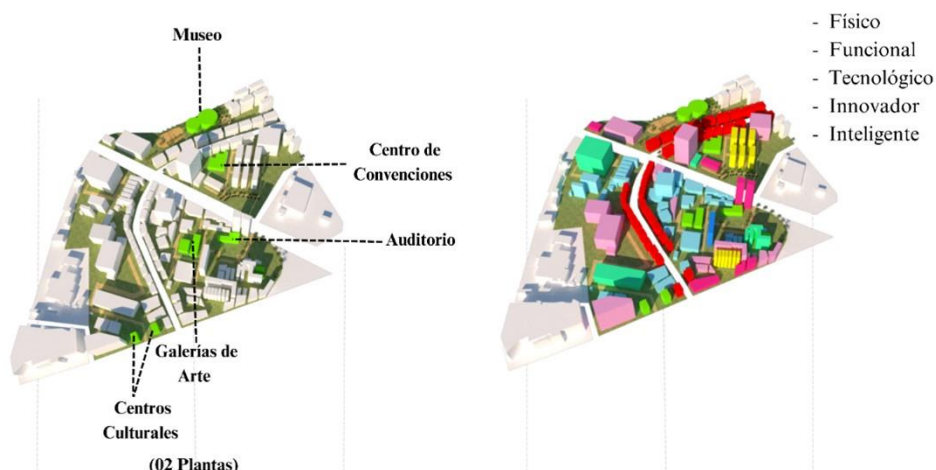 Museo
Centro de
Convenciones
Auditorio
Galerías de
Arte
Centros
Culturales
(02 Plantas)
- Físico
- Funcional
- Tecnológico
- Innovador
- Inteligente